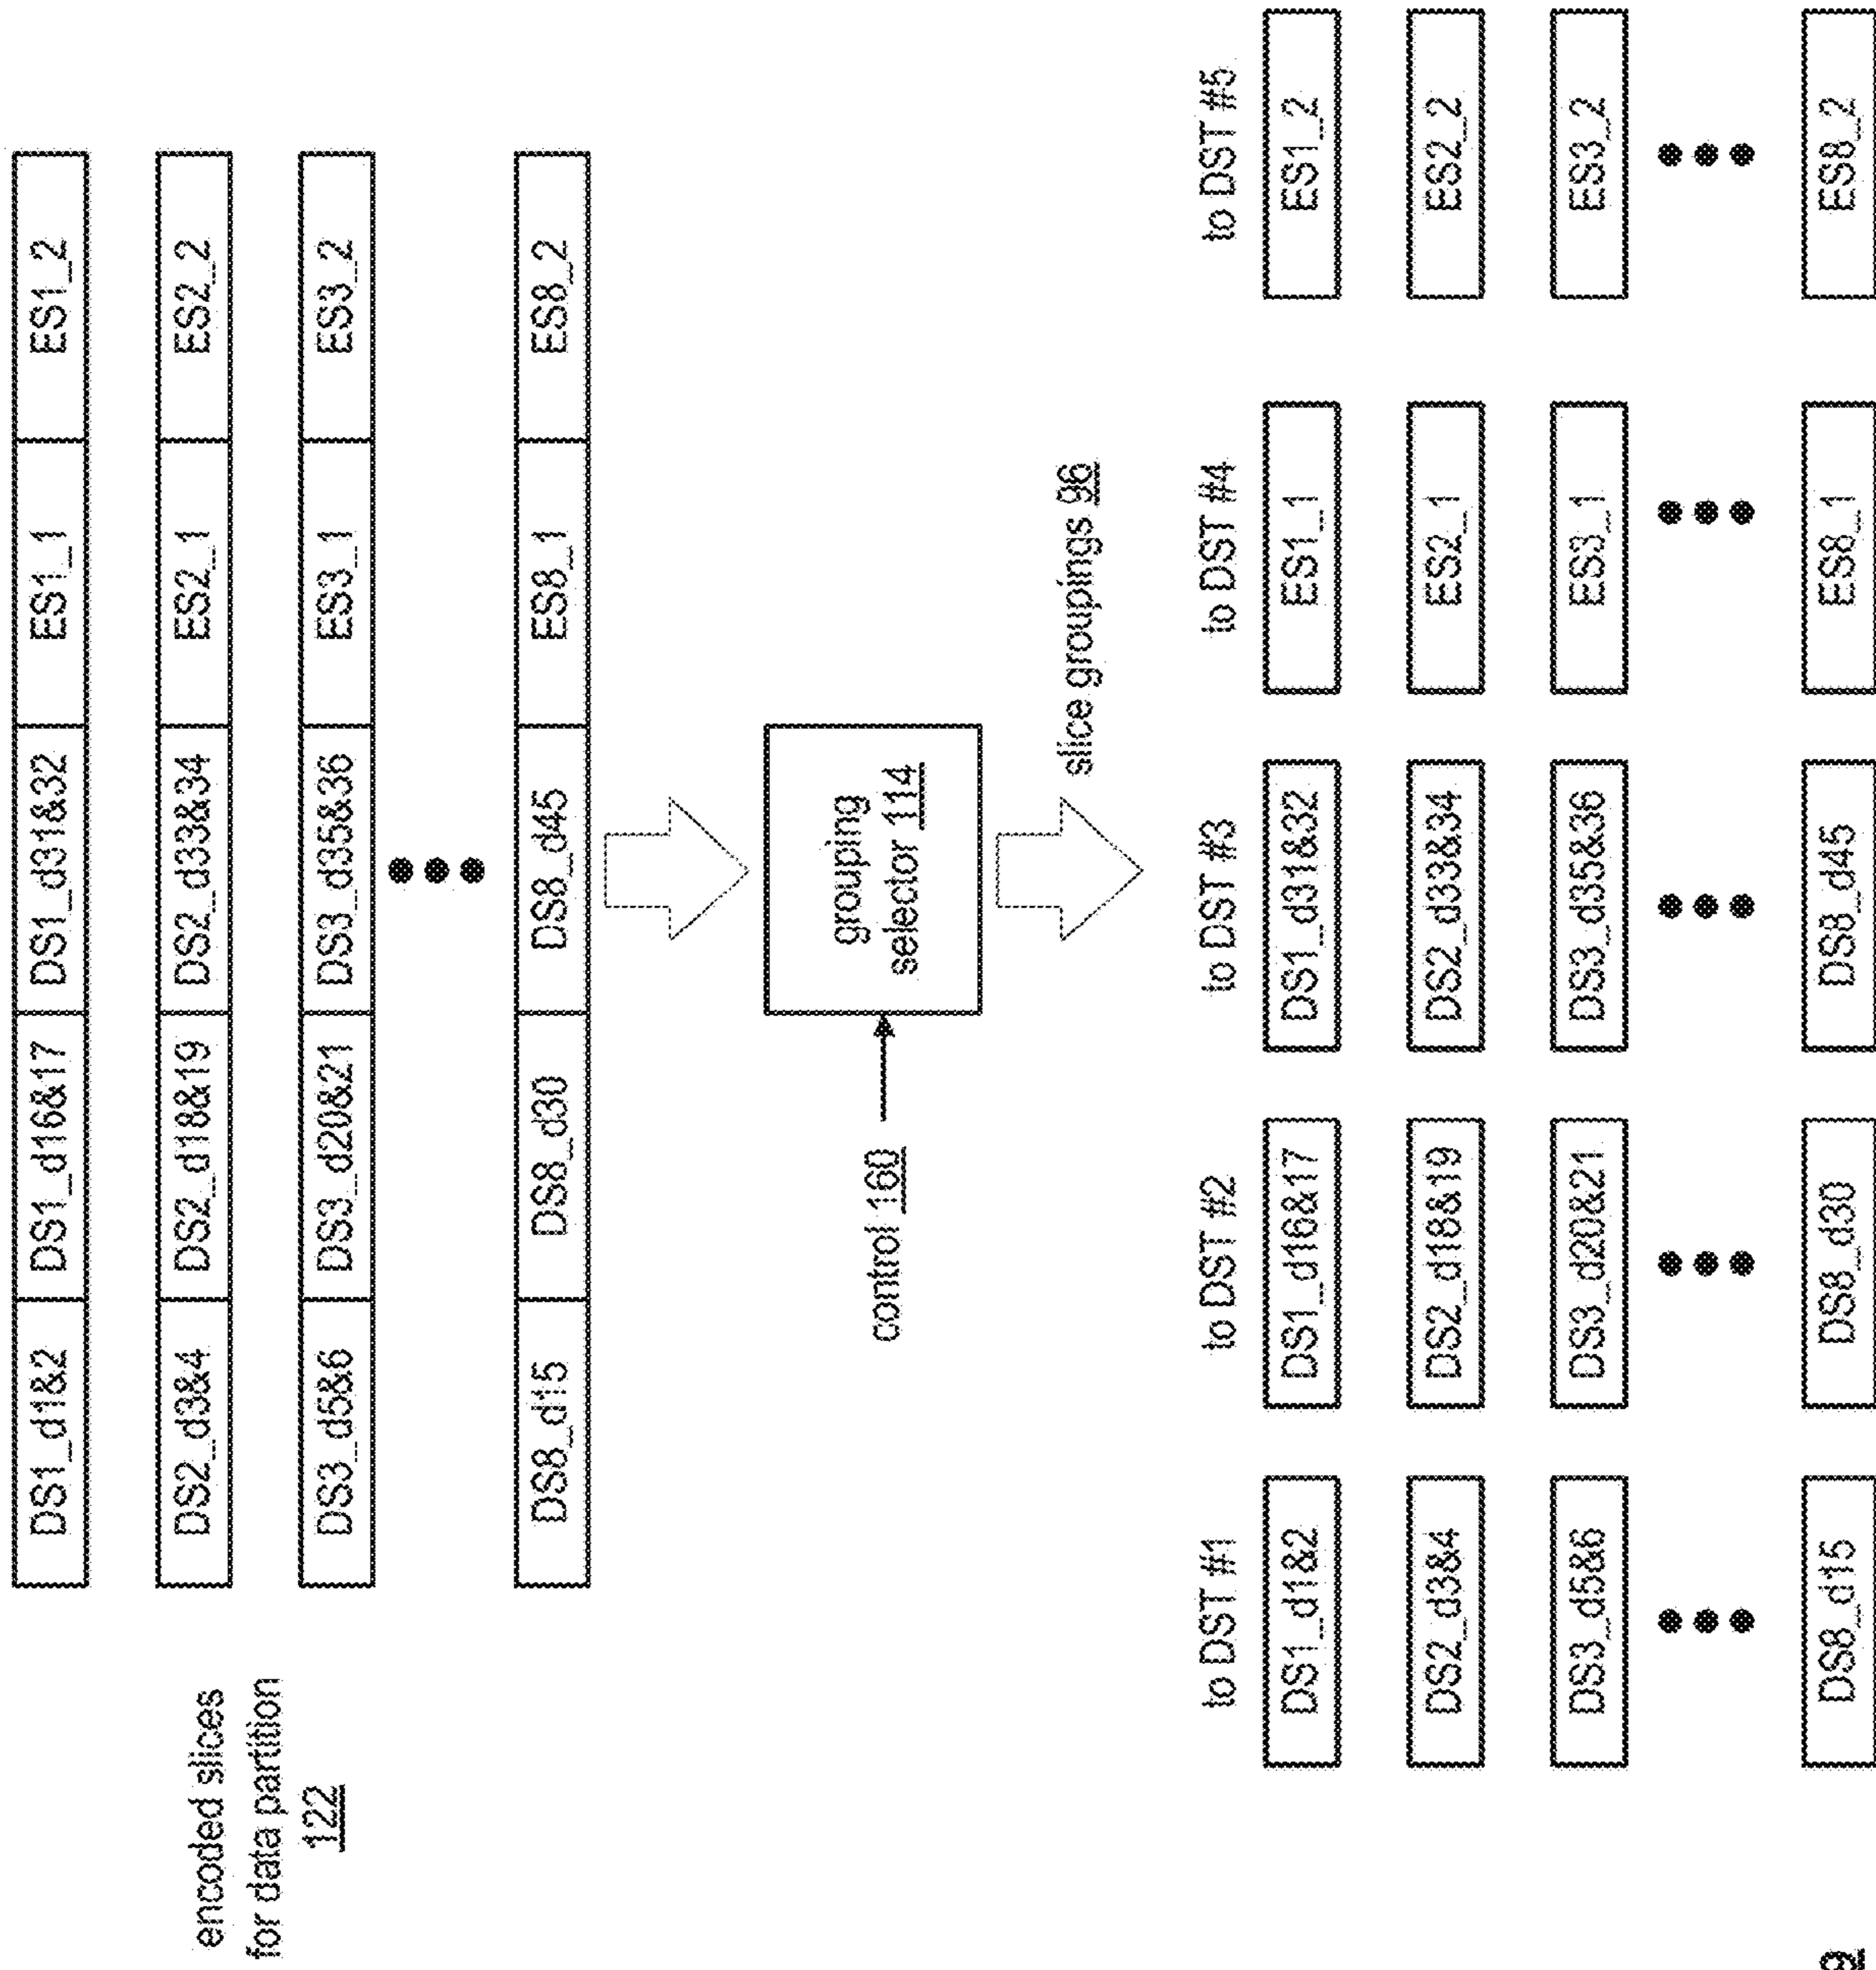 encoded slices
for data partition
122
DS1_d1&2 DS1_d16&17 DS1_d31&32 ES1_1 ES1_2
DS2_d3&4 DS2_d18&19 DS2_d33&34 ES2_1 ES2_2
DS3_d5&6 DS3_d20&21 DS3_d35&36 ES3_1 ES3_2
DS8_d15 DS8_d30 DS8_d45 ES8_1 ES8_2
control 160
grouping
selector 114
slice groupings 96
to DST #1 to DST #2 to DST #3 to DST #4 to DST #5
DS1_d1&2 DS1_d16&17 DS1_d31&32 ES1_1 ES1_2
DS2_d3&4 DS2_d18&19 DS2_d33&34 ES2_1 ES2_2
DS3_d5&6 DS3_d20&21 DS3_d35&36 ES3_1 ES3_2
DS8_d15 DS8_d30 DS8_d45 ES8_1 ES8_2